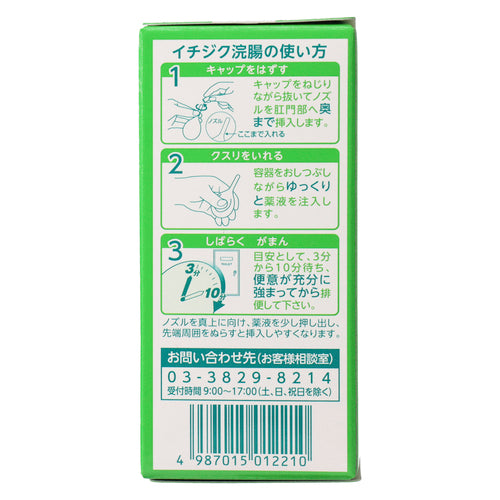 イチジク浣腸の使い方
1
キャップをはずす
キャップをねじり
ながら抜いてノズ
ルを肛門部へ奥
まで挿入します。
ノズル
ここまで入れる
2
クスリをいれる
容器をおしつぶし
ながらゆっくり
と薬液を注入し
ます。
3
しばらく がまん
3分
10分
TOILET
目安として、3分
から10分待ち、
便意が充分に
強まってから排
便して下さい。
ノズルを真上に向け、薬液を少し押し出し、
先端周囲をぬらすと挿入しやすくなります。
お問い合わせ先(お客様相談室)
03-3829-8214
受付時間 9:00～17:00(土、日、祝日を除く)
4 987015 012210